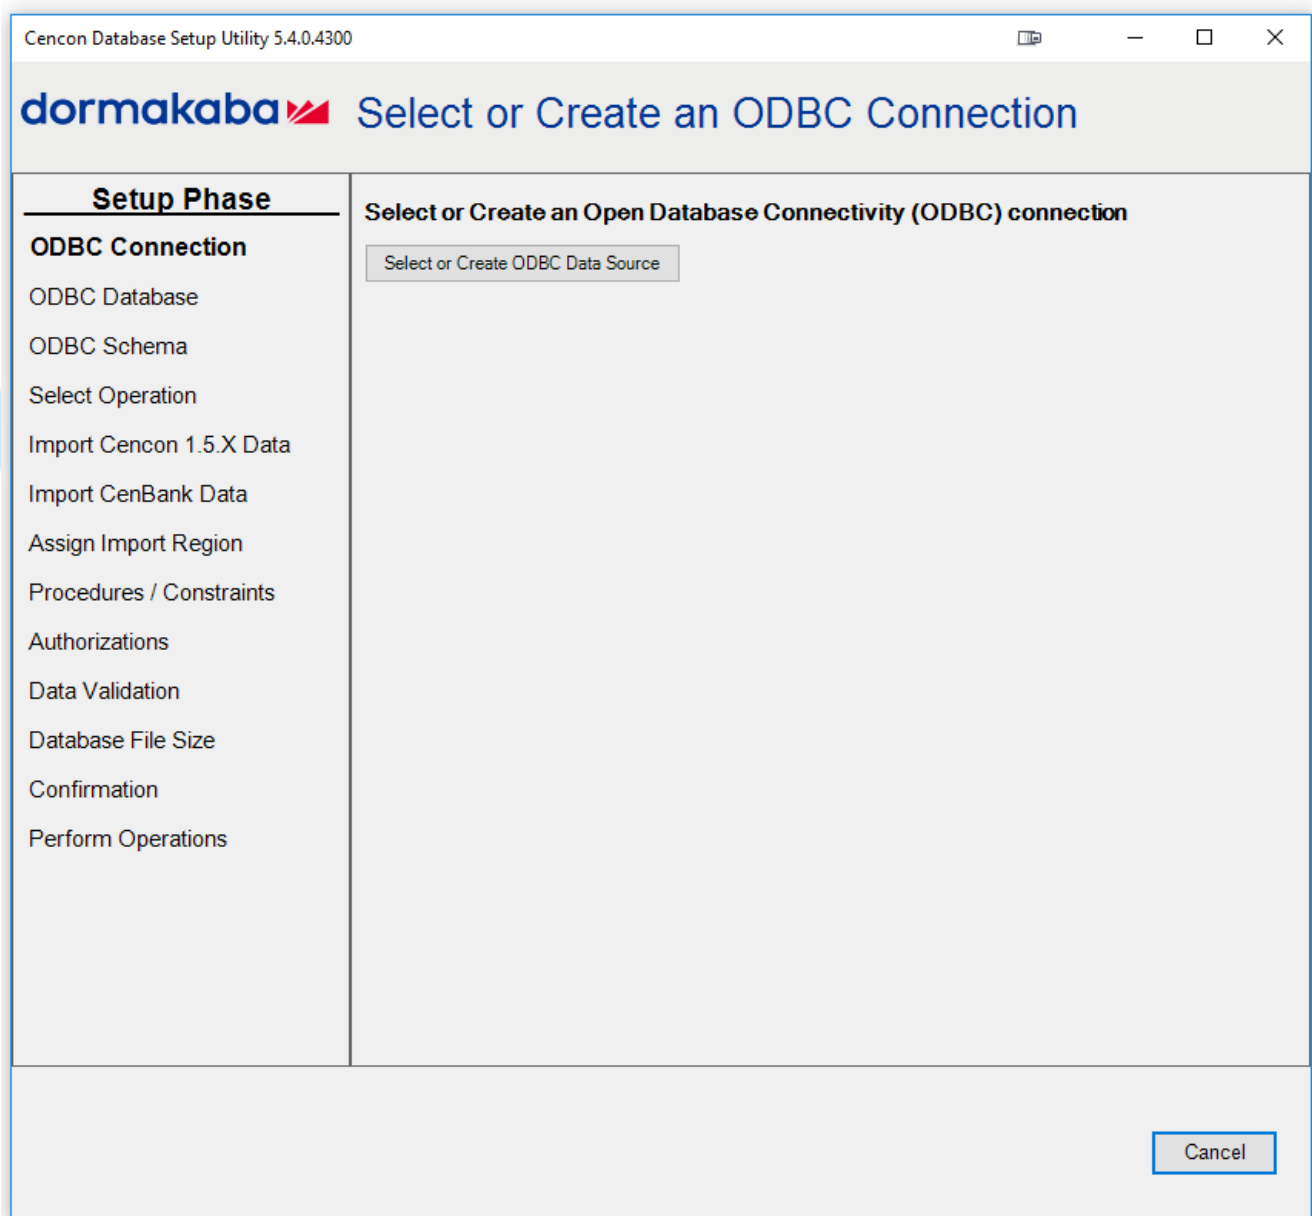 Cencon Database Setup Utility 5.4.0.4300
dormakaba Select or Create an ODBC Connection
Setup Phase
ODBC Connection
ODBC Database
ODBC Schema
Select Operation
Import Cencon 1.5.X Data
Import CenBank Data
Assign Import Region
Procedures / Constraints
Authorizations
Data Validation
Database File Size
Confirmation
Perform Operations
Select or Create an Open Database Connectivity (ODBC) connection
Select or Create ODBC Data Source
Cancel